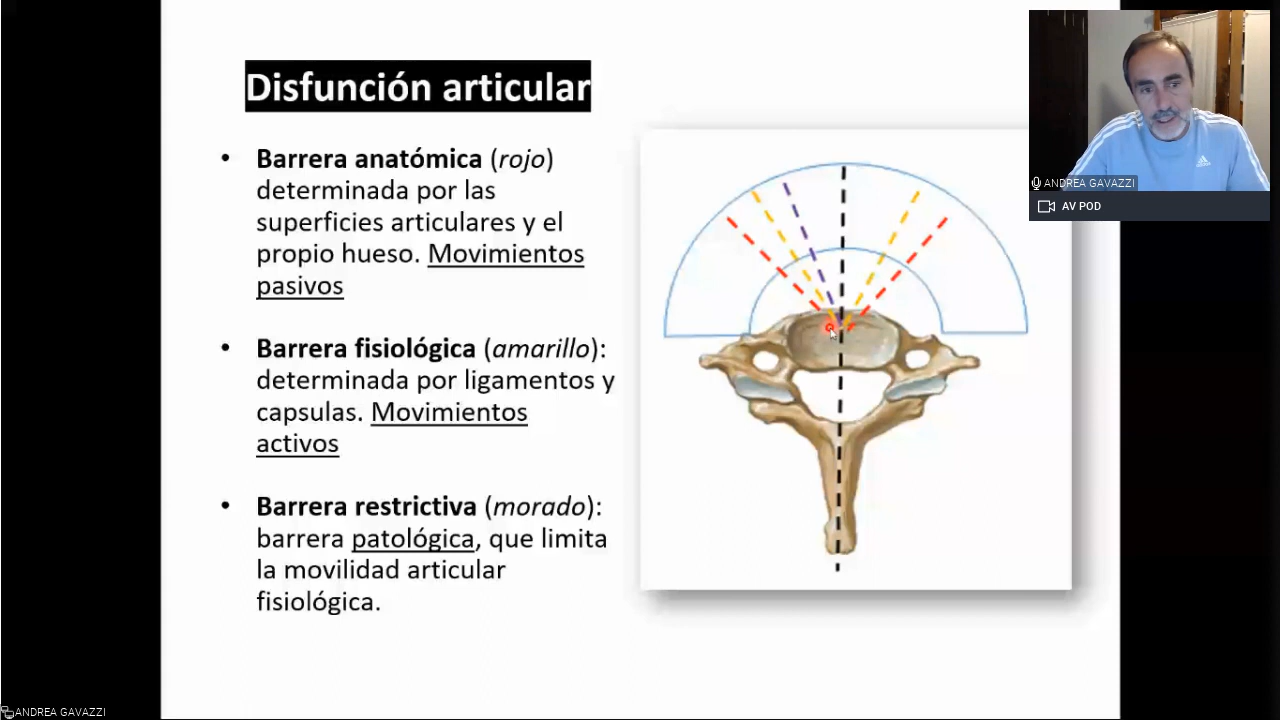 Disfunción articular
• Barrera anatómica (rojo)
determinada por las
superficies articulares y el
propio hueso. Movimientos
pasivos
• Barrera fisiológica (amarillo):
determinada por ligamentos y
capsulas. Movimientos
activos
• Barrera restrictiva (morado):
barrera patológica, que limita
la movilidad articular
fisiológica.
ANDREA GAVAZZI
AV POD
ANDREA GAVAZZI